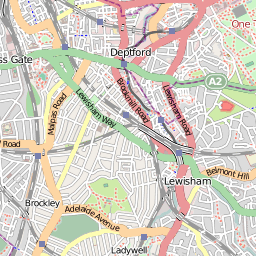 One T
Deptford
ss Gate
A2
Malpas Road
Brookmill Road
Lewisham Road
Lewisham Way
Road
Belmont Hill
Lewisham
Brockley
Adelaide Avenue
Ladywell